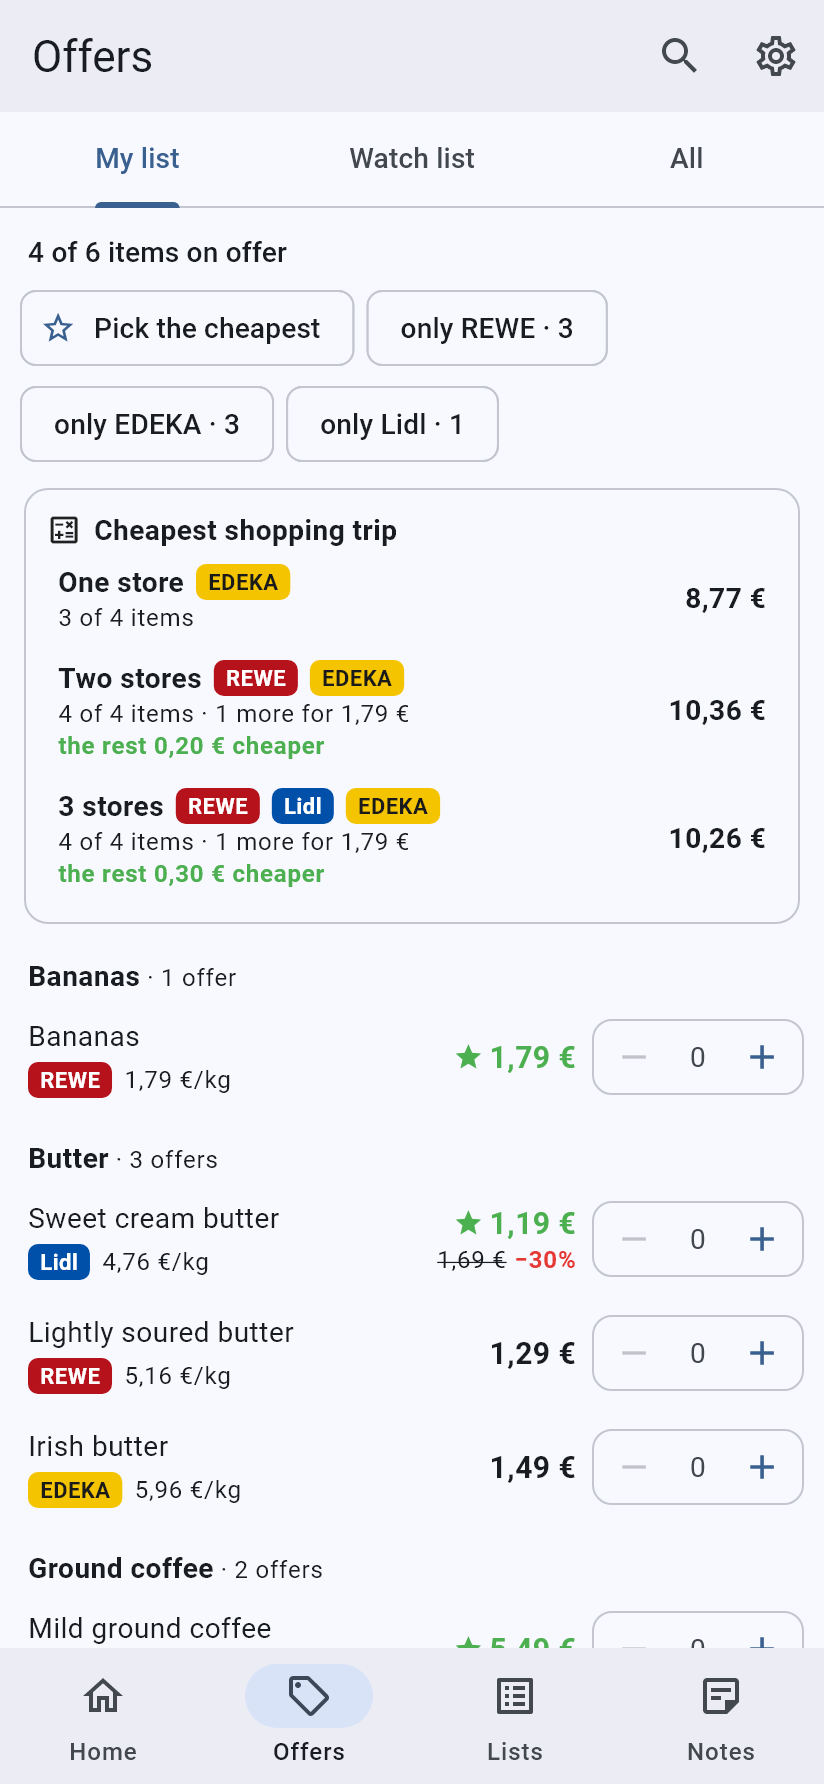 Offers
My list
Watch list
All
4 of 6 items on offer
Pick the cheapest
only REWE · 3
only EDEKA · 3
only Lidl · 1
Cheapest shopping trip
One store EDEKA
3 of 4 items
8,77 €
Two stores REWE EDEKA
4 of 4 items · 1 more for 1,79 €
the rest 0,20 € cheaper
10,36 €
3 stores REWE Lidl EDEKA
4 of 4 items · 1 more for 1,79 €
the rest 0,30 € cheaper
10,26 €
Bananas · 1 offer
Bananas
REWE 1,79 €/kg
1,79 €
0
Butter · 3 offers
Sweet cream butter
Lidl 4,76 €/kg
1,19 €
1,69 € −30%
0
Lightly soured butter
REWE 5,16 €/kg
1,29 €
0
Irish butter
EDEKA 5,96 €/kg
1,49 €
0
Ground coffee · 2 offers
Mild ground coffee
5,49 €
0
Home
Offers
Lists
Notes